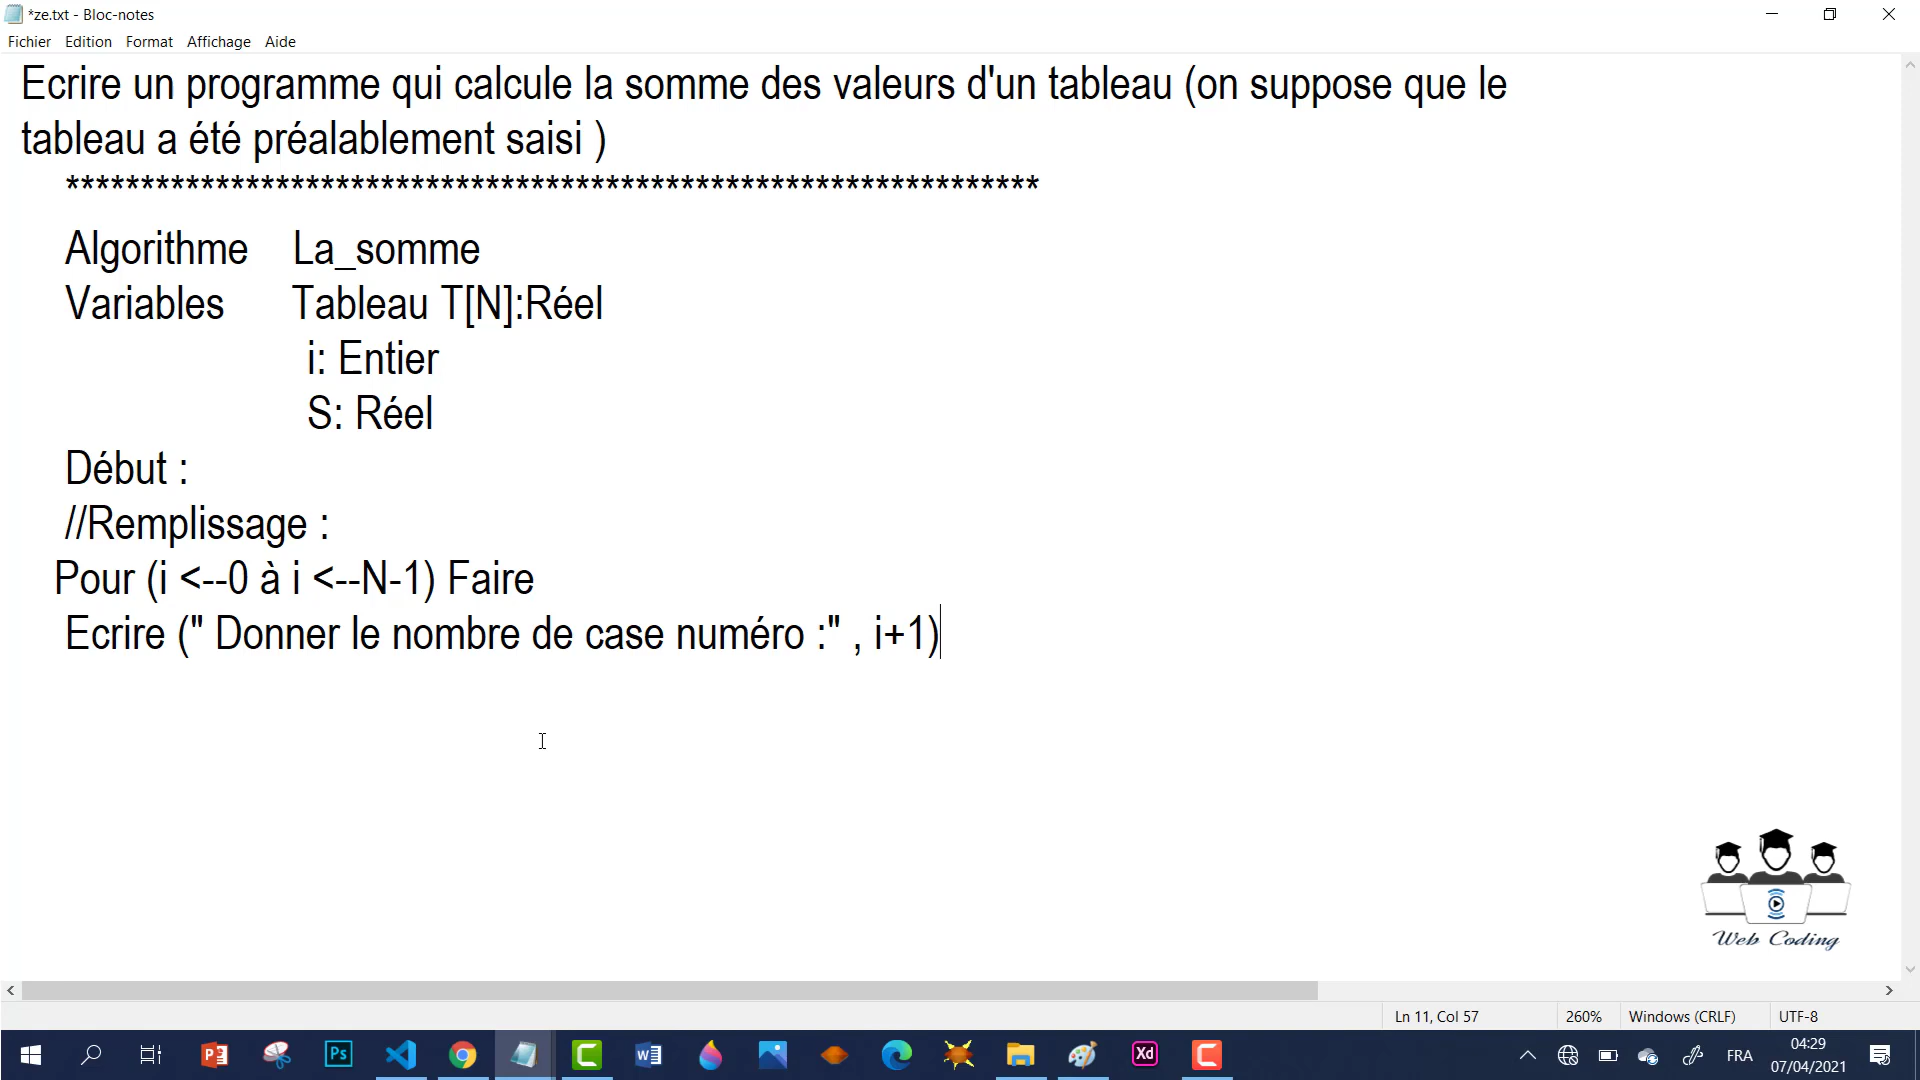 *ze.txt - Bloc-notes
Fichier Edition Format Affichage Aide
Ecrire un programme qui calcule la somme des valeurs d'un tableau (on suppose que le
tableau a été préalablement saisi )
*****************************************************************
Algorithme La_somme
Variables Tableau T[N]:Réel
i: Entier
S: Réel
Début :
//Remplissage :
Pour (i <--0 à i <--N-1) Faire
Ecrire (" Donner le nombre de case numéro :" , i+1)
Web Coding
Ln 11, Col 57 260% Windows (CRLF) UTF-8
Ps Xd
FRA
04:29
07/04/2021